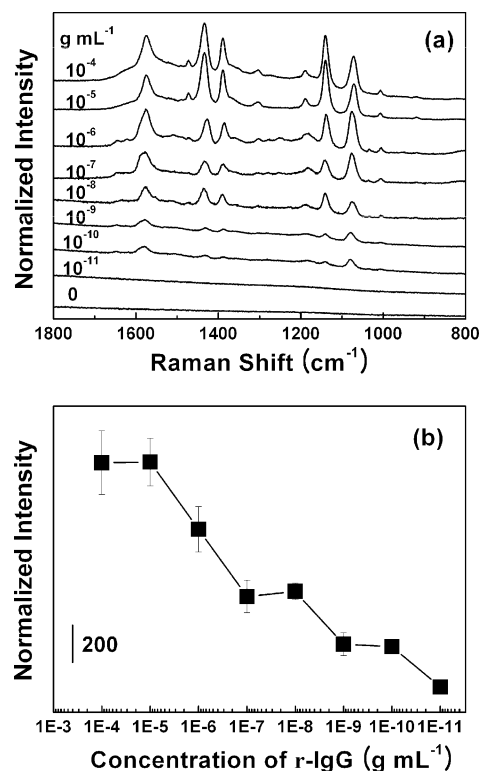 g mL⁻¹
(a)
10⁻⁴
10⁻⁵
10⁻⁶
10⁻⁷
10⁻⁸
10⁻⁹
10⁻¹⁰
10⁻¹¹
0
Normalized Intensity
1800 1600 1400 1200 1000 800
Raman Shift (cm⁻¹)
(b)
Normalized Intensity
200
1E-3 1E-4 1E-5 1E-6 1E-7 1E-8 1E-9 1E-10 1E-11
Concentration of r-IgG (g mL⁻¹)